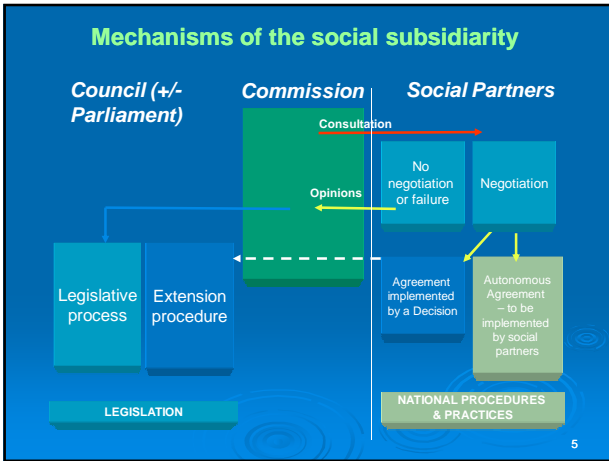 Mechanisms of the social subsidiarity
Council (+/-
Parliament)
Commission
Social Partners
Consultation
No
negotiation
or failure
Negotiation
Opinions
Legislative
process
Extension
procedure
Agreement
implemented
by a Decision
Autonomous
Agreement
– to be
implemented
by social
partners
LEGISLATION
NATIONAL PROCEDURES
& PRACTICES
5